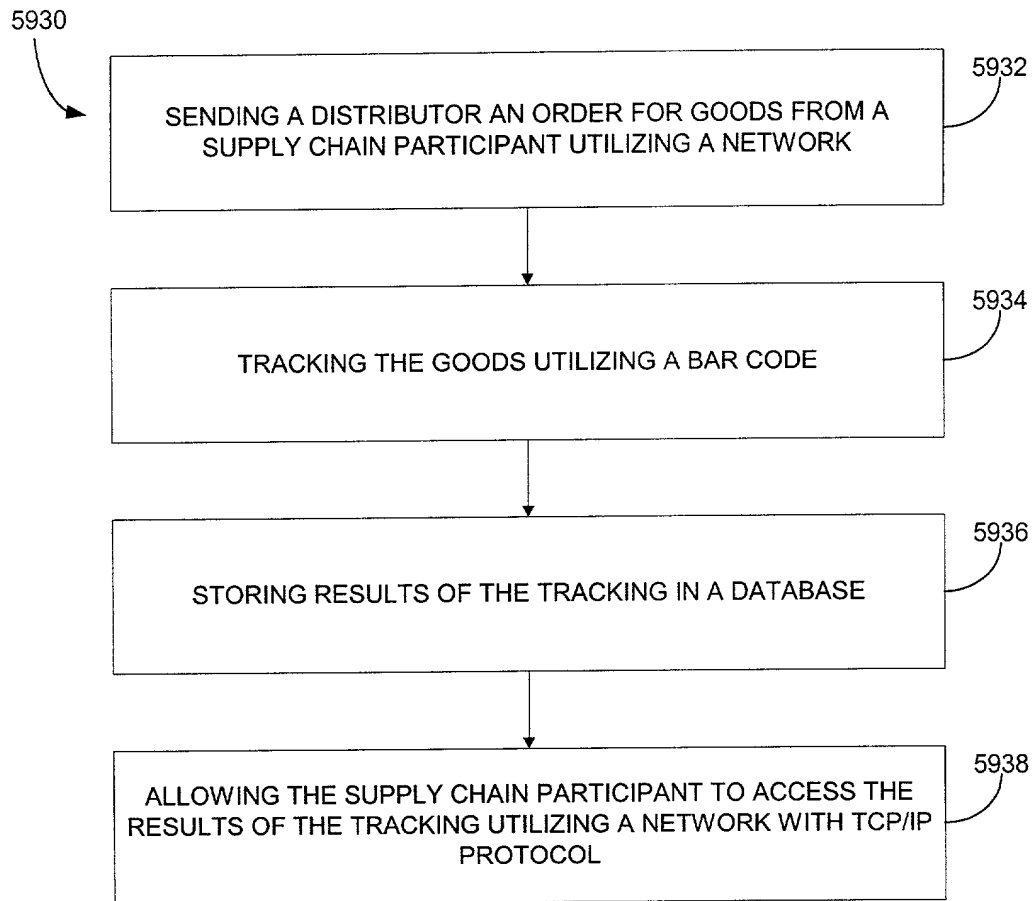 5930
5932
SENDING A DISTRIBUTOR AN ORDER FOR GOODS FROM A
SUPPLY CHAIN PARTICIPANT UTILIZING A NETWORK
5934
TRACKING THE GOODS UTILIZING A BAR CODE
5936
STORING RESULTS OF THE TRACKING IN A DATABASE
5938
ALLOWING THE SUPPLY CHAIN PARTICIPANT TO ACCESS THE
RESULTS OF THE TRACKING UTILIZING A NETWORK WITH TCP/IP
PROTOCOL